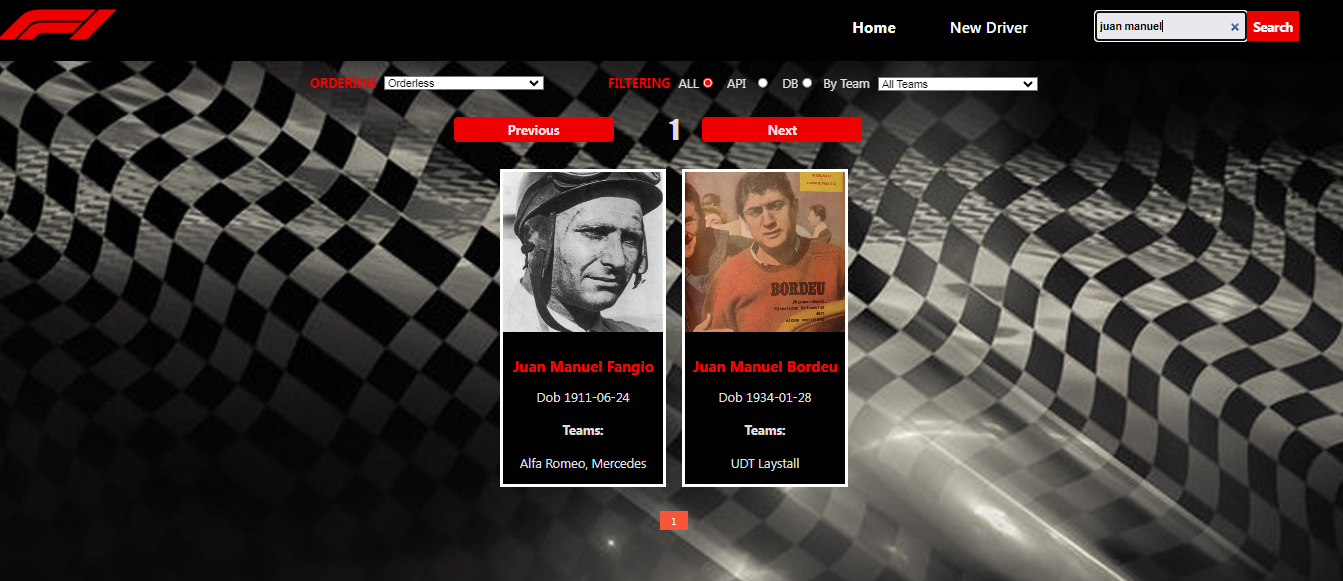 Home New Driver juan manuel × Search
ORDERING Orderless FILTERING ALL API DB By Team All Teams
Previous 1 Next
BORDEU
Juan Manuel Fangio
Dob 1911-06-24
Teams:
Alfa Romeo, Mercedes
Juan Manuel Bordeu
Dob 1934-01-28
Teams:
UDT Laystall
1